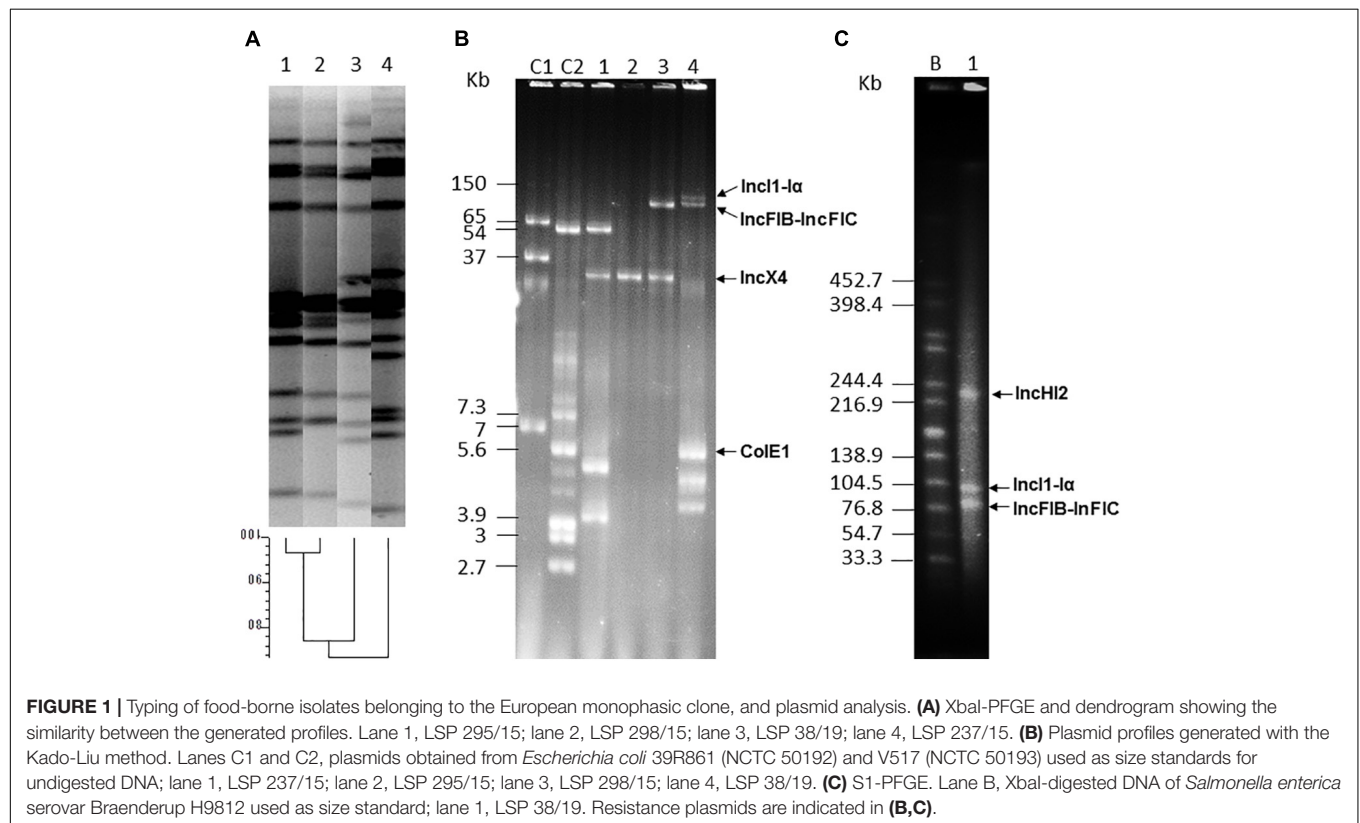 A
1 2 3 4
001
06
08
B
Kb
C1 C2 1 2 3 4
150
65
54
37
7.3
7
5.6
3.9
3
2.7
IncI1-Iα
IncFIB-IncFIC
IncX4
ColE1
C
Kb
B 1
452.7
398.4
244.4
216.9
138.9
104.5
76.8
54.7
33.3
IncHI2
IncI1-Iα
IncFIB-InFIC
FIGURE 1 | Typing of food-borne isolates belonging to the European monophasic clone, and plasmid analysis. (A) XbaI-PFGE and dendrogram showing the
similarity between the generated profiles. Lane 1, LSP 295/15; lane 2, LSP 298/15; lane 3, LSP 38/19; lane 4, LSP 237/15. (B) Plasmid profiles generated with the
Kado-Liu method. Lanes C1 and C2, plasmids obtained from Escherichia coli 39R861 (NCTC 50192) and V517 (NCTC 50193) used as size standards for
undigested DNA; lane 1, LSP 237/15; lane 2, LSP 295/15; lane 3, LSP 298/15; lane 4, LSP 38/19. (C) S1-PFGE. Lane B, XbaI-digested DNA of Salmonella enterica
serovar Braenderup H9812 used as size standard; lane 1, LSP 38/19. Resistance plasmids are indicated in (B,C).